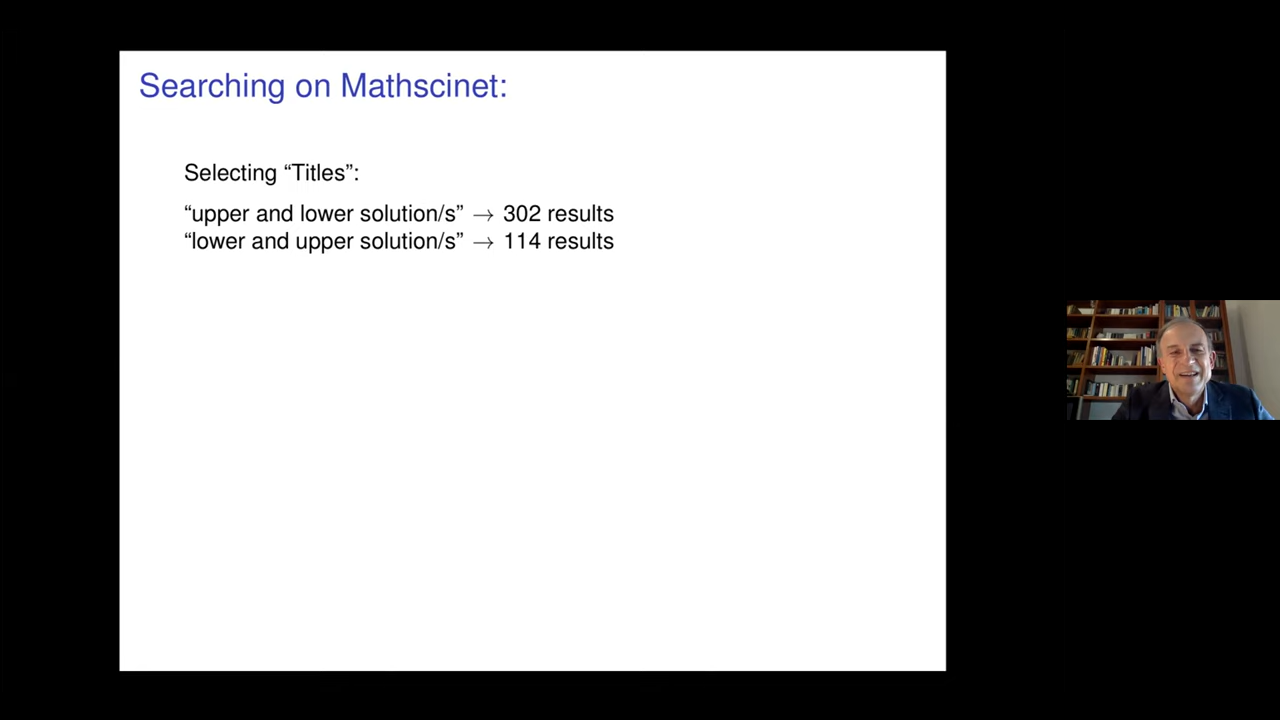 Searching on Mathscinet:
Selecting “Titles”:
“upper and lower solution/s” → 302 results
“lower and upper solution/s” → 114 results